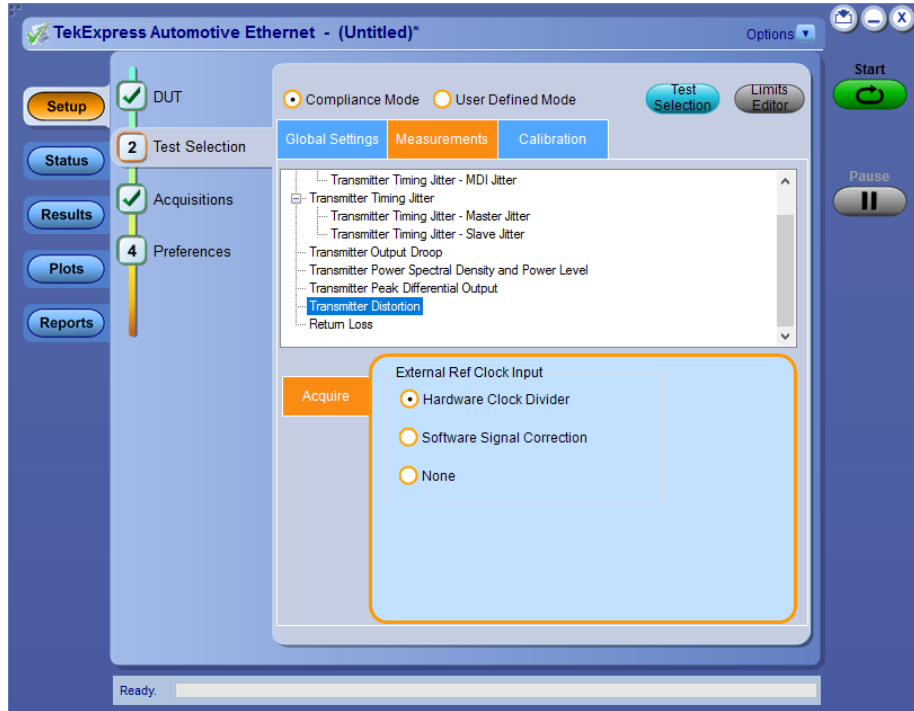 TekExpress Automotive Ethernet - (Untitled)*
Options
Start
Pause
Setup
Status
Results
Plots
Reports
DUT
2 Test Selection
Acquisitions
4 Preferences
Compliance Mode
User Defined Mode
Test Selection
Limits Editor
Global Settings
Measurements
Calibration
Transmitter Timing Jitter - MDI Jitter
Transmitter Timing Jitter
Transmitter Timing Jitter - Master Jitter
Transmitter Timing Jitter - Slave Jitter
Transmitter Output Droop
Transmitter Power Spectral Density and Power Level
Transmitter Peak Differential Output
Transmitter Distortion
Return Loss
Acquire
External Ref Clock Input
Hardware Clock Divider
Software Signal Correction
None
Ready.